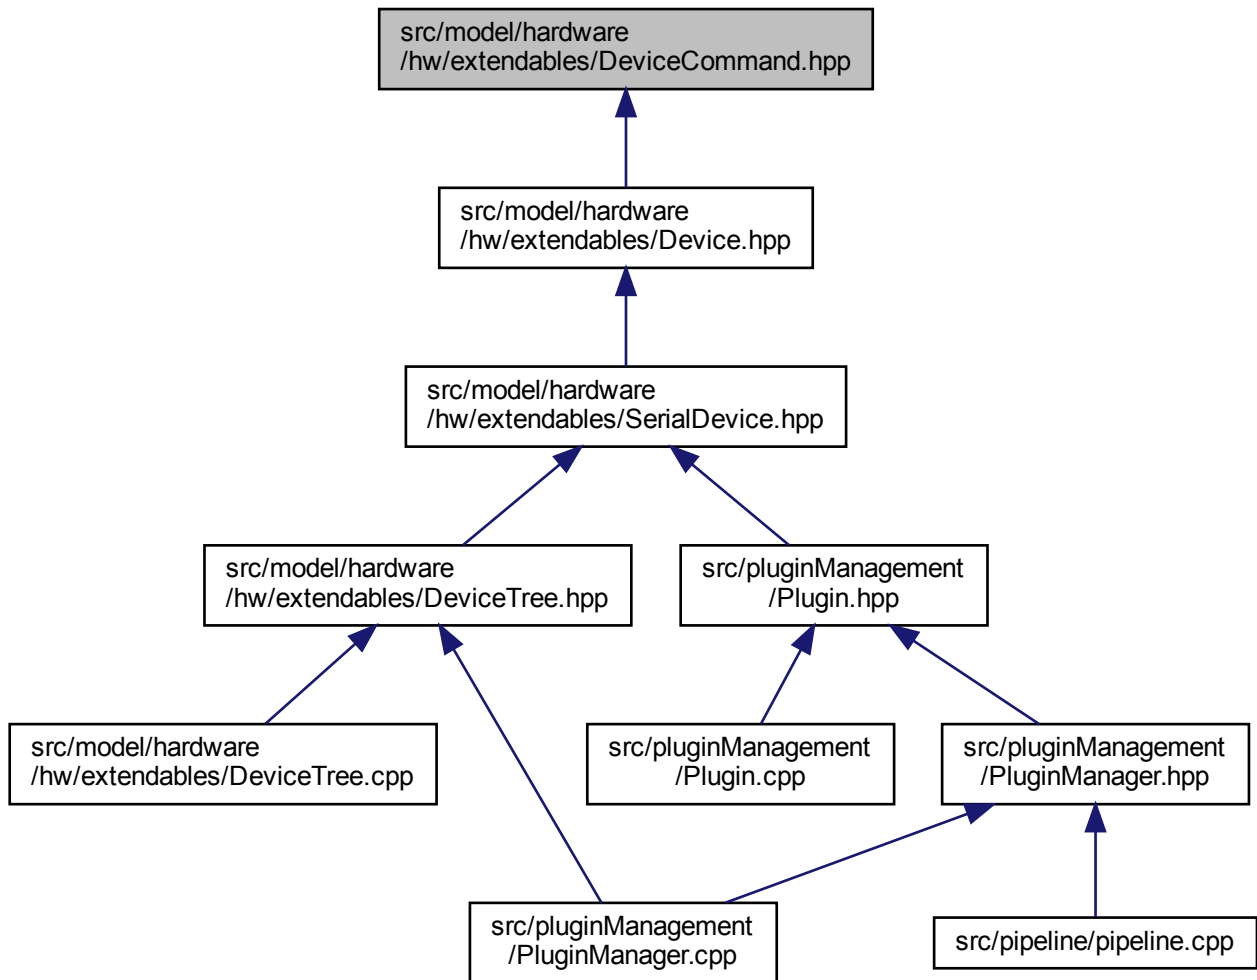 src/model/hardware
/hw/extendables/DeviceCommand.hpp
src/model/hardware
/hw/extendables/Device.hpp
src/model/hardware
/hw/extendables/SerialDevice.hpp
src/model/hardware
/hw/extendables/DeviceTree.hpp
src/pluginManagement
/Plugin.hpp
src/model/hardware
/hw/extendables/DeviceTree.cpp
src/pluginManagement
/Plugin.cpp
src/pluginManagement
/PluginManager.hpp
src/pluginManagement
/PluginManager.cpp
src/pipeline/pipeline.cpp